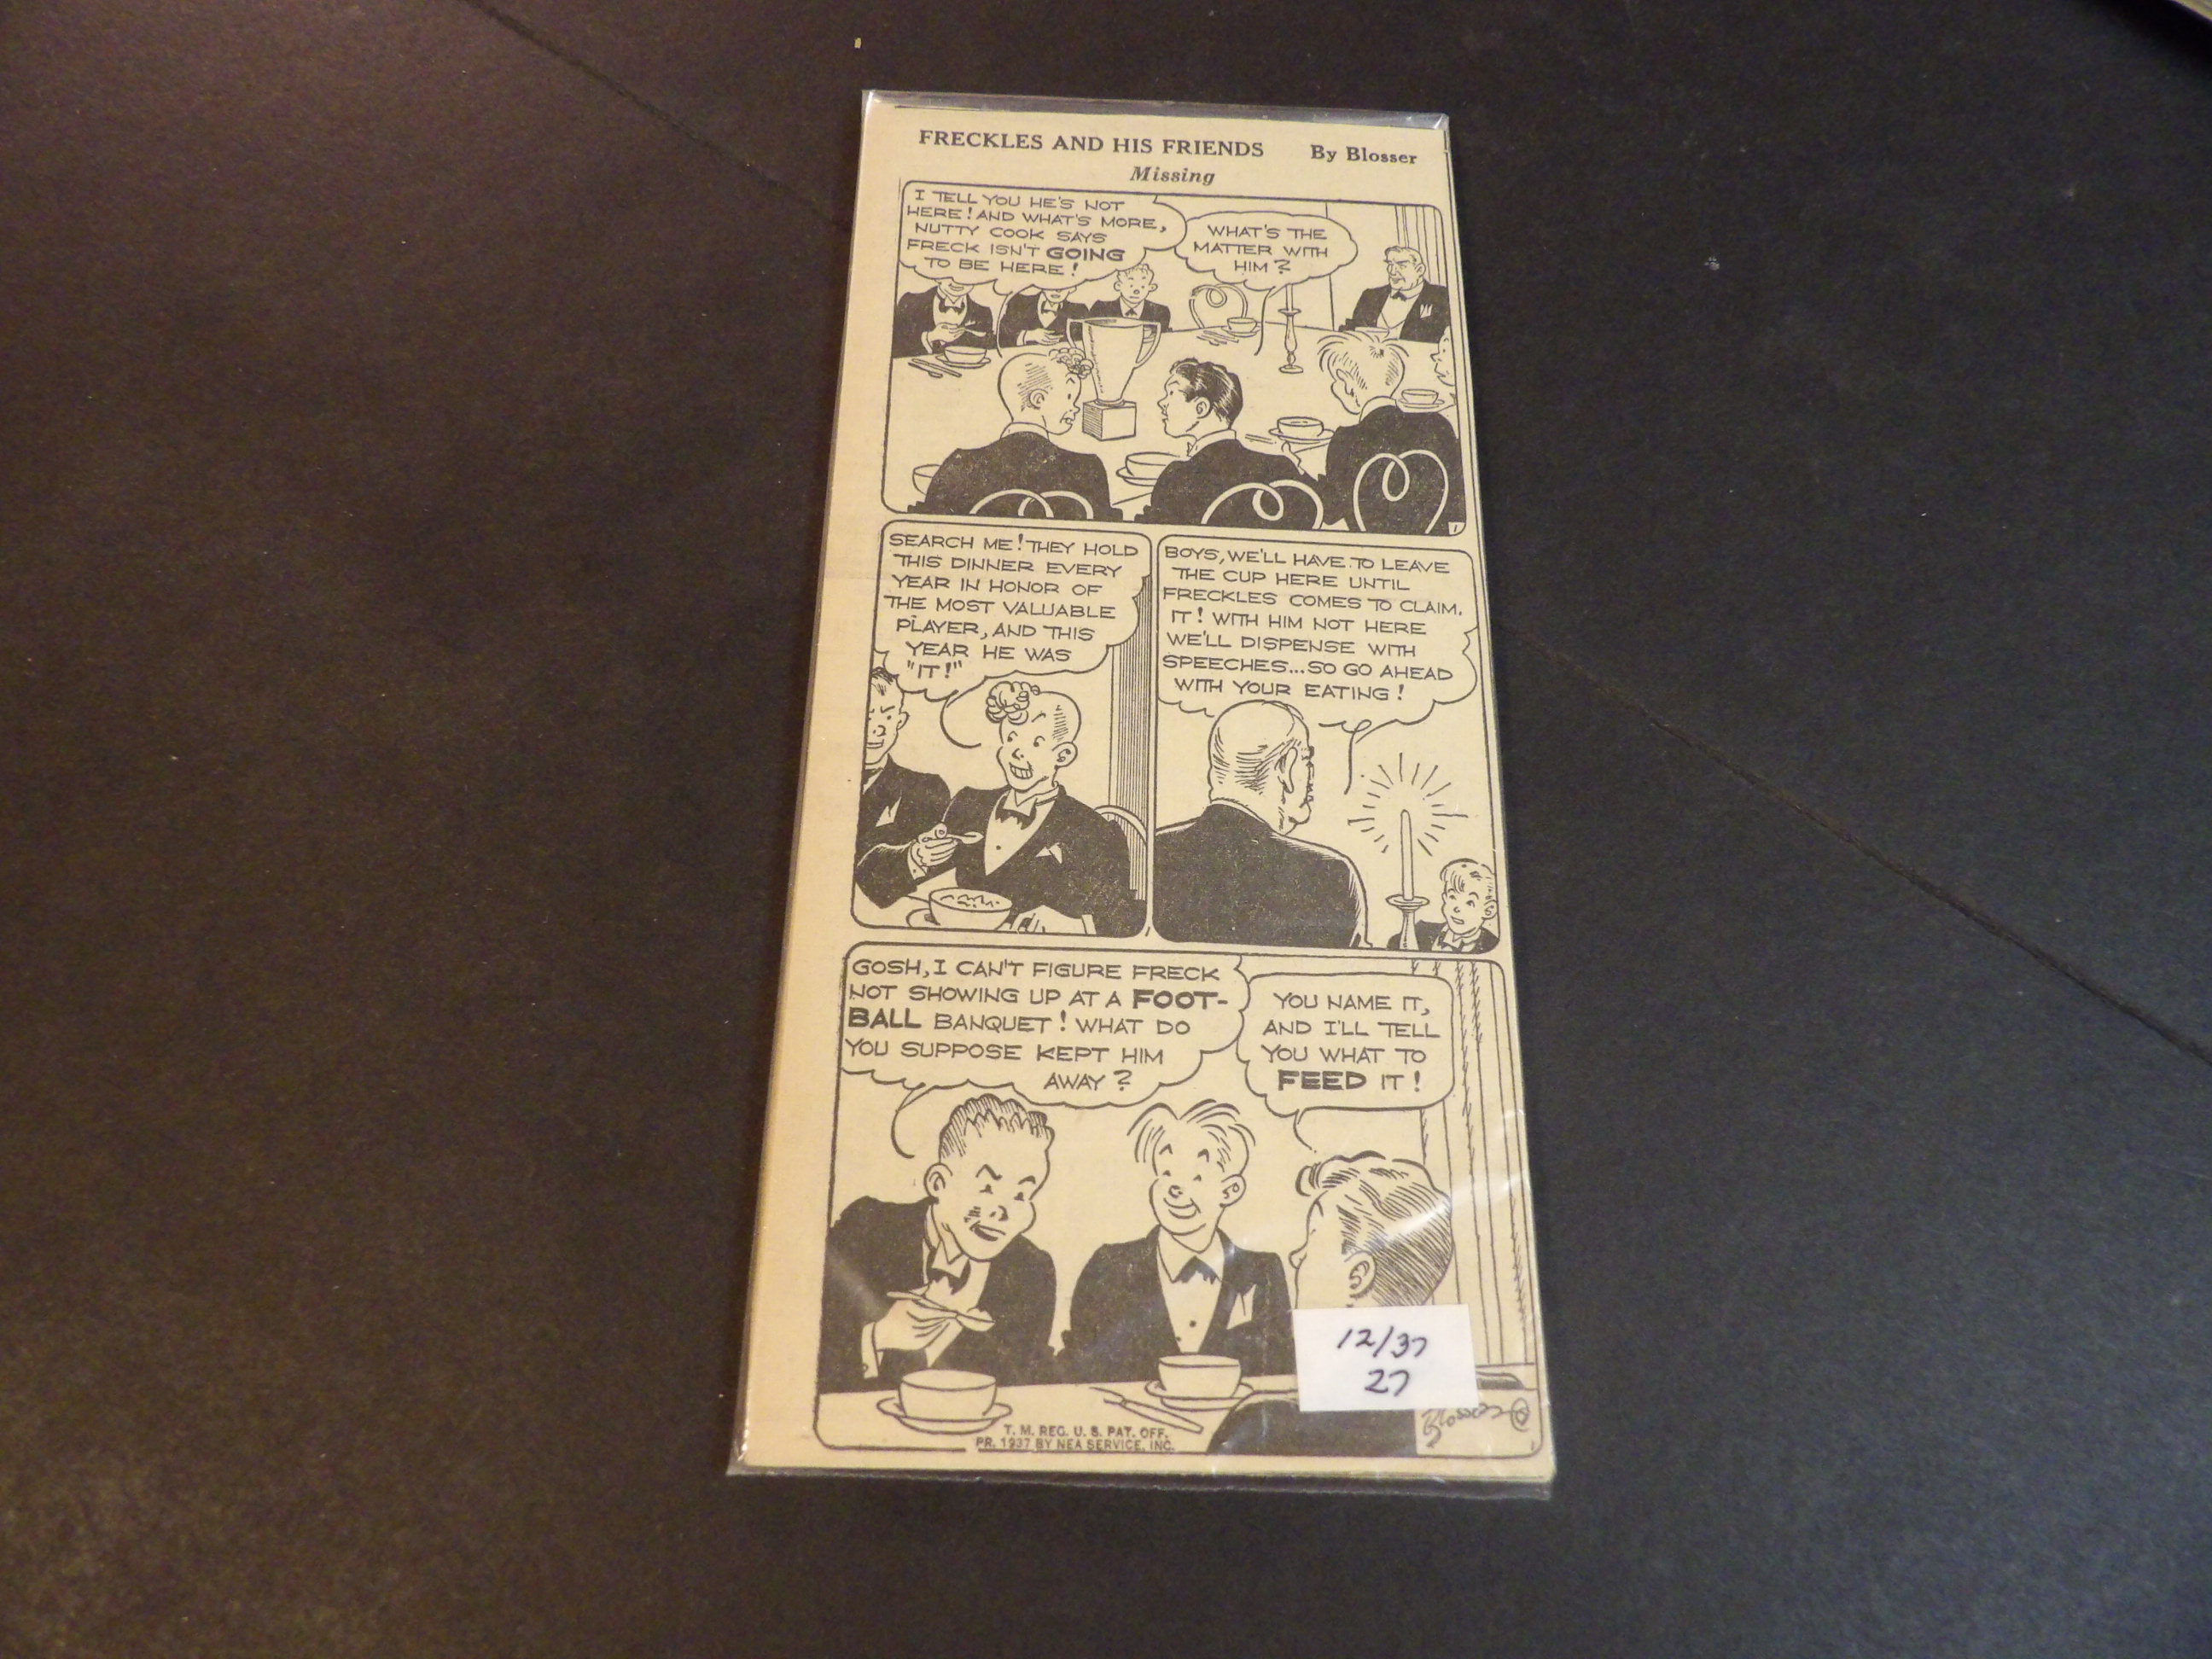 FRECKLES AND HIS FRIENDS By Blosser
Missing
I TELL YOU HE'S NOT
HERE! AND WHAT'S MORE,
NUTTY COOK SAYS
FRECK ISN'T GOING
TO BE HERE!
WHAT'S THE
MATTER WITH
HIM?
1
SEARCH ME! THEY HOLD
THIS DINNER EVERY
YEAR IN HONOR OF
THE MOST VALUABLE
PLAYER, AND THIS
YEAR HE WAS
"IT!"
BOYS, WE'LL HAVE TO LEAVE
THE CUP HERE UNTIL
FRECKLES COMES TO CLAIM
IT! WITH HIM NOT HERE
WE'LL DISPENSE WITH
SPEECHES...SO GO AHEAD
WITH YOUR EATING!
GOSH, I CAN'T FIGURE FRECK
NOT SHOWING UP AT A FOOT-
BALL BANQUET! WHAT DO
YOU SUPPOSE KEPT HIM
AWAY?
YOU NAME IT,
AND I'LL TELL
YOU WHAT TO
FEED IT!
12/37
27
Blosser
T. M. REG. U. S. PAT. OFF.
PR. 1937 BY NEA SERVICE, INC.